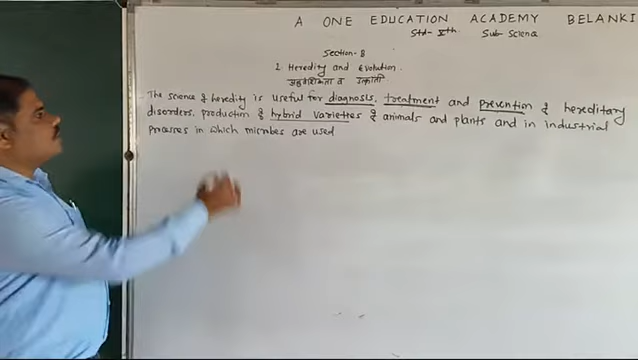 A ONE EDUCATION ACADEMY BELANKI
Std- Xth. Sub- Science
Section- B
1. Heredity and Evolution.
अनुवंशिकता व उत्क्रांती
The science of heredity is useful for diagnosis, treatment and prevention of hereditary
disorders, production of hybrid varieties of animals and plants and in industrial
processes in which microbes are used